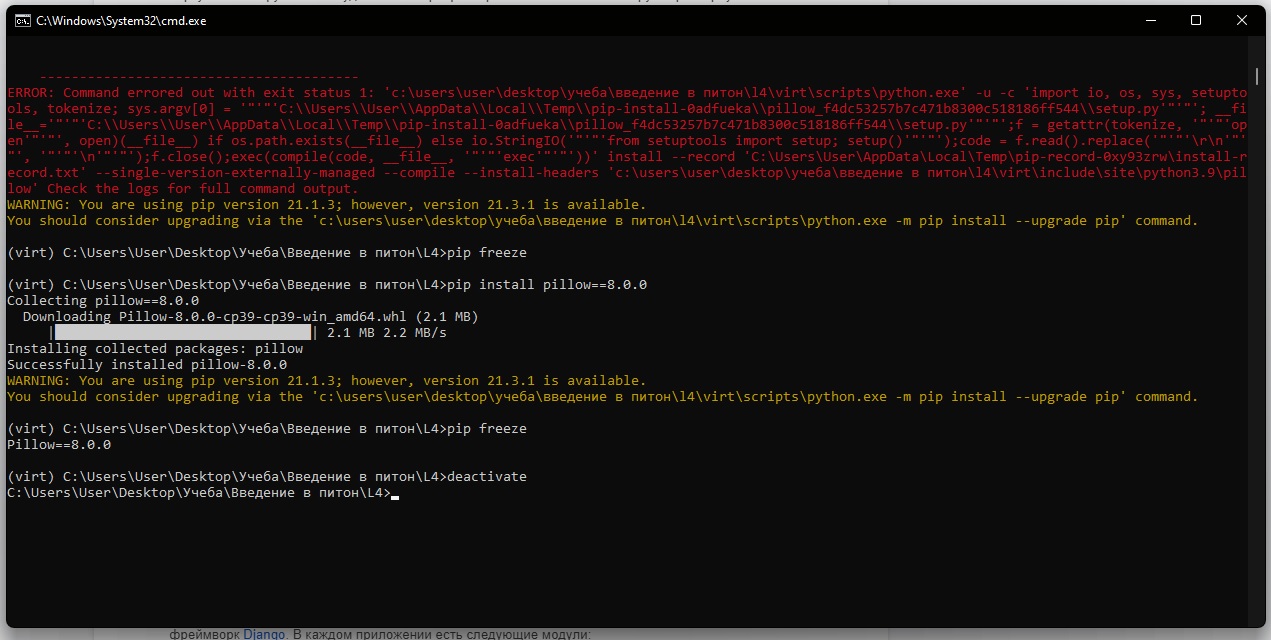 C:\Windows\System32\cmd.exe
----------------------------------------
ERROR: Command errored out with exit status 1: 'c:\users\user\desktop\учеба\введение в питон\l4\virt\scripts\python.exe' -u -c 'import io, os, sys, setupto
ols, tokenize; sys.argv[0] = '"'"'C:\\Users\\User\\AppData\\Local\\Temp\\pip-install-0adfueka\\pillow_f4dc53257b7c471b8300c518186ff544\\setup.py'"'"'; __fi
le__='"'"'C:\\Users\\User\\AppData\\Local\\Temp\\pip-install-0adfueka\\pillow_f4dc53257b7c471b8300c518186ff544\\setup.py'"'"';f = getattr(tokenize, '"'"'op
en'"'"', open)(__file__) if os.path.exists(__file__) else io.StringIO('"'"'from setuptools import setup; setup()'"'"');code = f.read().replace('"'"'\r\n'"'
"', '"'"'\n'"'"');f.close();exec(compile(code, __file__, '"'"'exec'"'"'))' install --record 'C:\Users\User\AppData\Local\Temp\pip-record-0xy93zrw\install-r
ecord.txt' --single-version-externally-managed --compile --install-headers 'c:\users\user\desktop\учеба\введение в питон\l4\virt\include\site\python3.9\pil
low' Check the logs for full command output.
WARNING: You are using pip version 21.1.3; however, version 21.3.1 is available.
You should consider upgrading via the 'c:\users\user\desktop\учеба\введение в питон\l4\virt\scripts\python.exe -m pip install --upgrade pip' command.
(virt) C:\Users\User\Desktop\Учеба\Введение в питон\L4>pip freeze
(virt) C:\Users\User\Desktop\Учеба\Введение в питон\L4>pip install pillow==8.0.0
Collecting pillow==8.0.0
Downloading Pillow-8.0.0-cp39-cp39-win_amd64.whl (2.1 MB)
| | 2.1 MB 2.2 MB/s
Installing collected packages: pillow
Successfully installed pillow-8.0.0
WARNING: You are using pip version 21.1.3; however, version 21.3.1 is available.
You should consider upgrading via the 'c:\users\user\desktop\учеба\введение в питон\l4\virt\scripts\python.exe -m pip install --upgrade pip' command.
(virt) C:\Users\User\Desktop\Учеба\Введение в питон\L4>pip freeze
Pillow==8.0.0
(virt) C:\Users\User\Desktop\Учеба\Введение в питон\L4>deactivate
C:\Users\User\Desktop\Учеба\Введение в питон\L4>
фреймворк Django. В каждом приложении есть следующие модули: